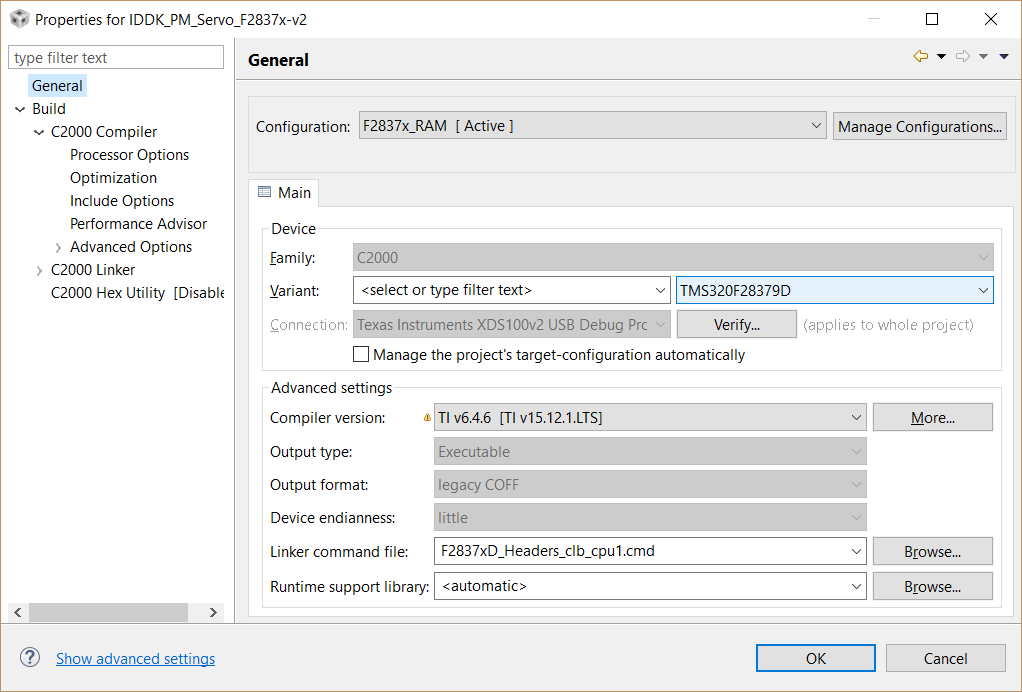 Properties for IDDK_PM_Servo_F2837x-v2
type filter text
General
Build
C2000 Compiler
Processor Options
Optimization
Include Options
Performance Advisor
Advanced Options
C2000 Linker
C2000 Hex Utility [Disable
General
Configuration: F2837x_RAM [ Active ] Manage Configurations...
Main
Device
Family: C2000
Variant: <select or type filter text> TMS320F28379D
Connection: Texas Instruments XDS100v2 USB Debug Prc Verify... (applies to whole project)
Manage the project's target-configuration automatically
Advanced settings
Compiler version: TI v6.4.6 [TI v15.12.1.LTS] More...
Output type: Executable
Output format: legacy COFF
Device endianness: little
Linker command file: F2837xD_Headers_clb_cpu1.cmd Browse...
Runtime support library: <automatic> Browse...
? Show advanced settings OK Cancel